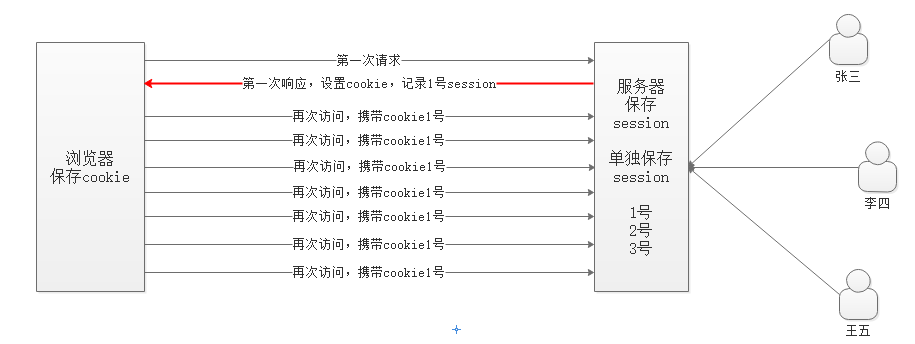 第一次请求
第一次响应，设置cookie，记录1号session
再次访问，携带cookie1号
再次访问，携带cookie1号
再次访问，携带cookie1号
再次访问，携带cookie1号
再次访问，携带cookie1号
再次访问，携带cookie1号
再次访问，携带cookie1号
浏览器
保存cookie
服务器
保存
session
单独保存
session
1号
2号
3号
张三
李四
王五